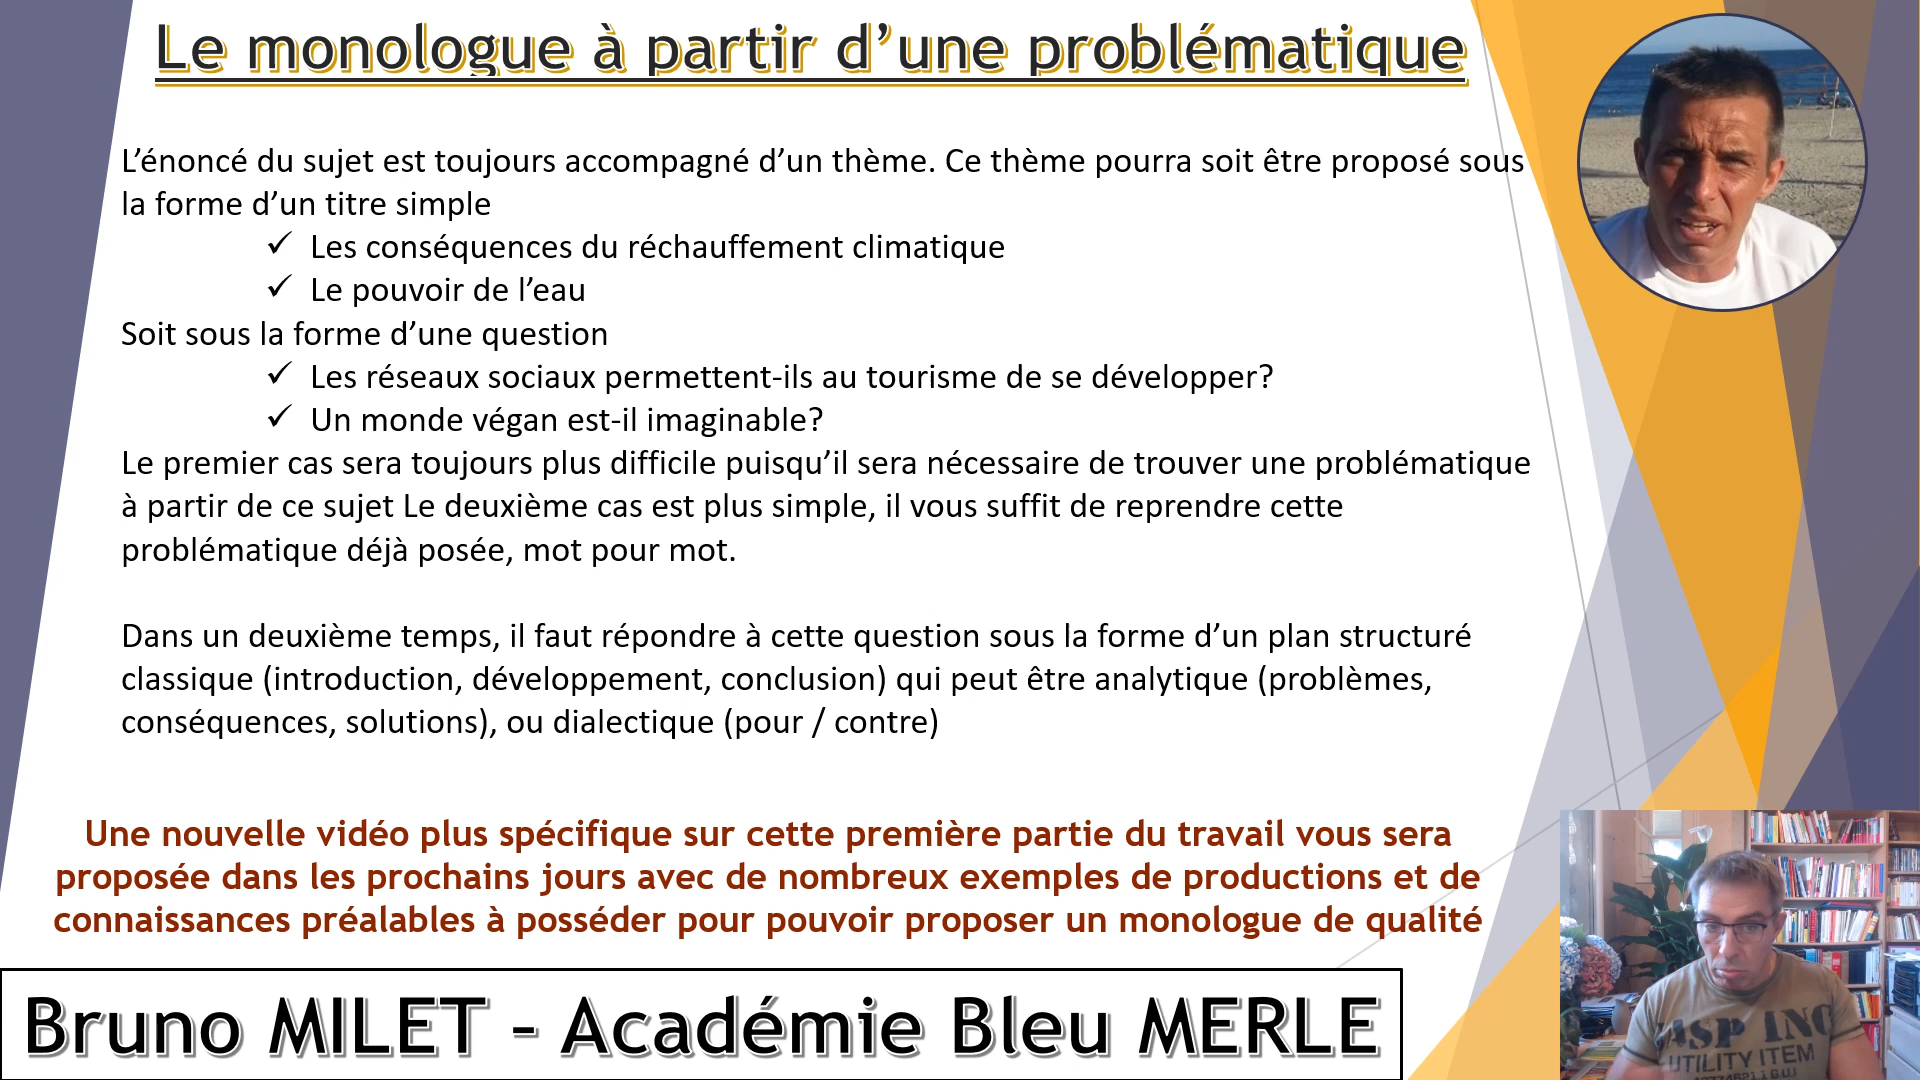 Le monologue à partir d’une problématique
L’énoncé du sujet est toujours accompagné d’un thème. Ce thème pourra soit être proposé sous
la forme d’un titre simple
✓ Les conséquences du réchauffement climatique
✓ Le pouvoir de l’eau
Soit sous la forme d’une question
✓ Les réseaux sociaux permettent-ils au tourisme de se développer?
✓ Un monde végan est-il imaginable?
Le premier cas sera toujours plus difficile puisqu’il sera nécessaire de trouver une problématique
à partir de ce sujet Le deuxième cas est plus simple, il vous suffit de reprendre cette
problématique déjà posée, mot pour mot.
Dans un deuxième temps, il faut répondre à cette question sous la forme d’un plan structuré
classique (introduction, développement, conclusion) qui peut être analytique (problèmes,
conséquences, solutions), ou dialectique (pour / contre)
Une nouvelle vidéo plus spécifique sur cette première partie du travail vous sera
proposée dans les prochains jours avec de nombreux exemples de productions et de
connaissances préalables à posséder pour pouvoir proposer un monologue de qualité
Bruno MILET - Académie Bleu MERLE
UTILITY ITEM